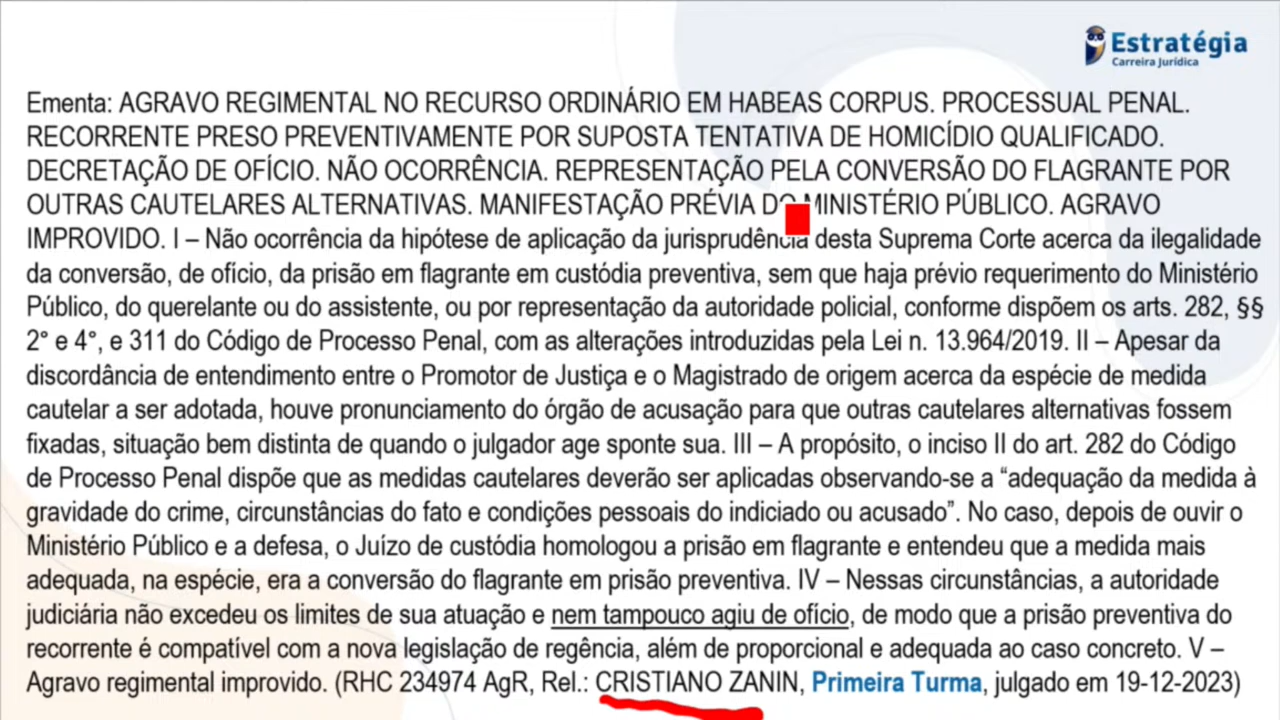 Estratégia
Carreira Jurídica
Ementa: AGRAVO REGIMENTAL NO RECURSO ORDINÁRIO EM HABEAS CORPUS. PROCESSUAL PENAL.
RECORRENTE PRESO PREVENTIVAMENTE POR SUPOSTA TENTATIVA DE HOMICÍDIO QUALIFICADO.
DECRETAÇÃO DE OFÍCIO. NÃO OCORRÊNCIA. REPRESENTAÇÃO PELA CONVERSÃO DO FLAGRANTE POR
OUTRAS CAUTELARES ALTERNATIVAS. MANIFESTAÇÃO PRÉVIA DO MINISTÉRIO PÚBLICO. AGRAVO
IMPROVIDO. I – Não ocorrência da hipótese de aplicação da jurisprudência desta Suprema Corte acerca da ilegalidade
da conversão, de ofício, da prisão em flagrante em custódia preventiva, sem que haja prévio requerimento do Ministério
Público, do querelante ou do assistente, ou por representação da autoridade policial, conforme dispõem os arts. 282, §§
2° e 4°, e 311 do Código de Processo Penal, com as alterações introduzidas pela Lei n. 13.964/2019. II – Apesar da
discordância de entendimento entre o Promotor de Justiça e o Magistrado de origem acerca da espécie de medida
cautelar a ser adotada, houve pronunciamento do órgão de acusação para que outras cautelares alternativas fossem
fixadas, situação bem distinta de quando o julgador age sponte sua. III – A propósito, o inciso II do art. 282 do Código
de Processo Penal dispõe que as medidas cautelares deverão ser aplicadas observando-se a “adequação da medida à
gravidade do crime, circunstâncias do fato e condições pessoais do indiciado ou acusado”. No caso, depois de ouvir o
Ministério Público e a defesa, o Juízo de custódia homologou a prisão em flagrante e entendeu que a medida mais
adequada, na espécie, era a conversão do flagrante em prisão preventiva. IV – Nessas circunstâncias, a autoridade
judiciária não excedeu os limites de sua atuação e nem tampouco agiu de ofício, de modo que a prisão preventiva do
recorrente é compatível com a nova legislação de regência, além de proporcional e adequada ao caso concreto. V –
Agravo regimental improvido. (RHC 234974 AgR, Rel.: CRISTIANO ZANIN, Primeira Turma, julgado em 19-12-2023)